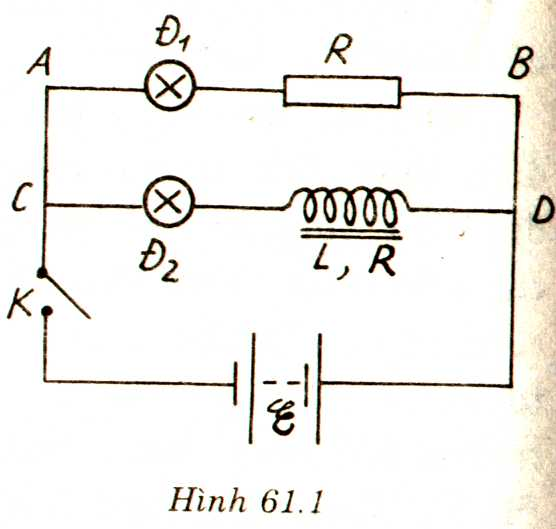 Đ1
A R B
C D
Đ2 L, R
K
ℰ
Hình 61.1